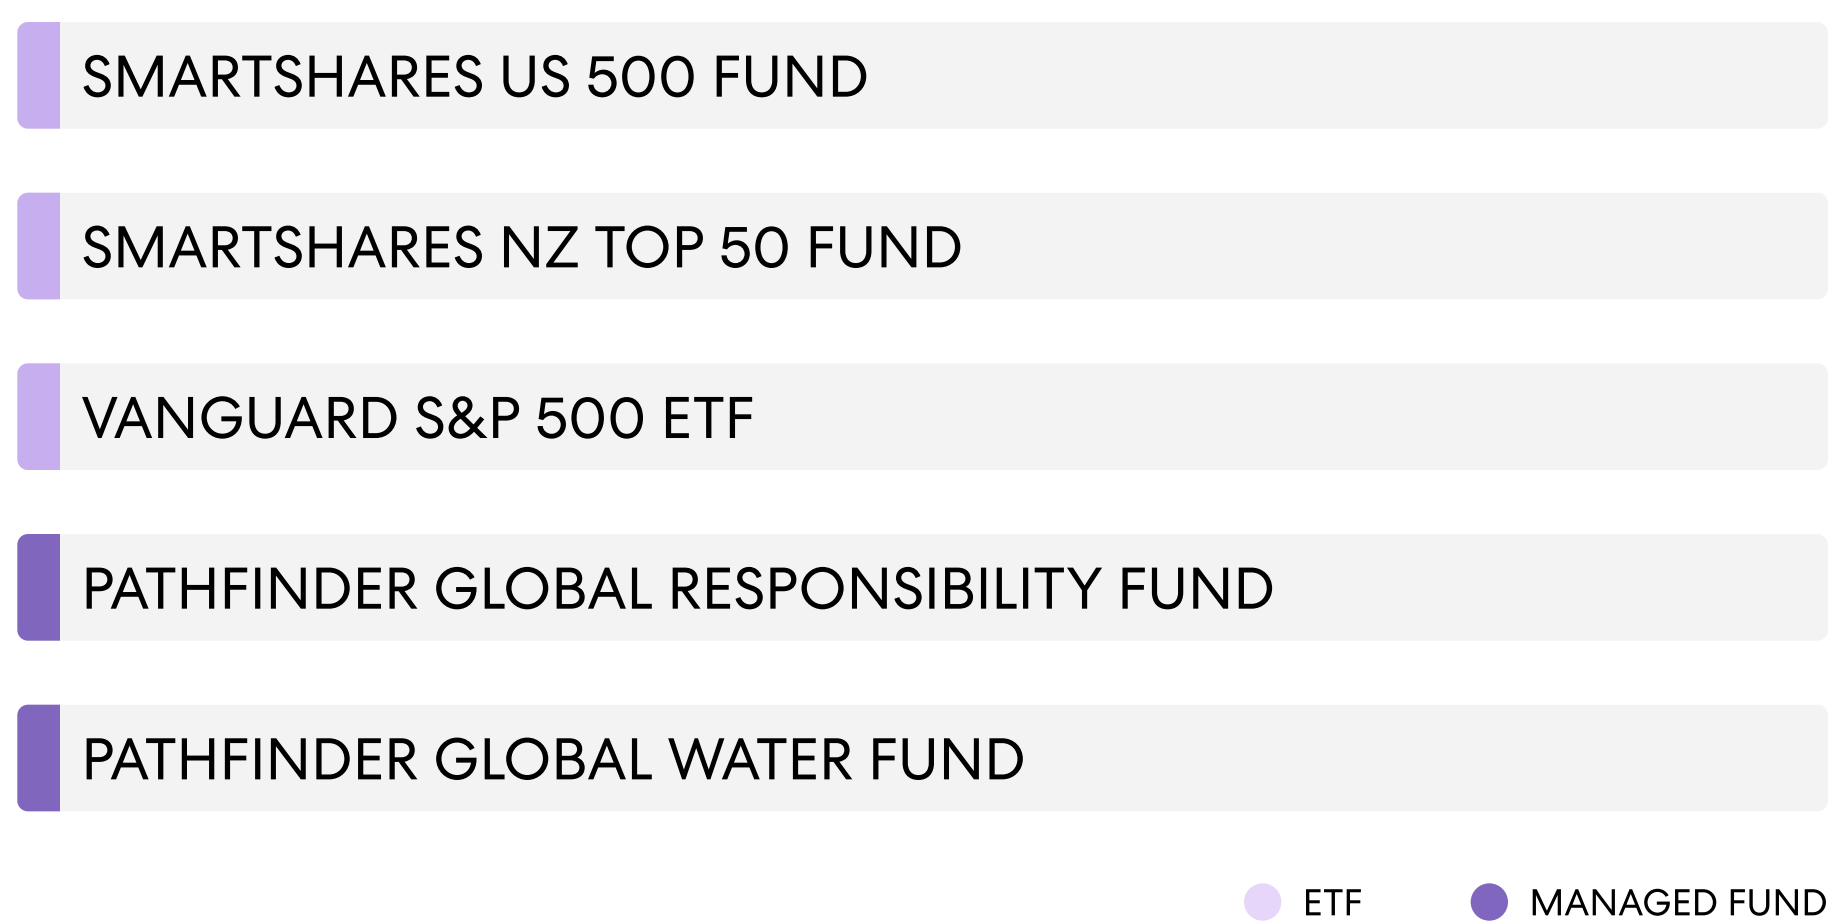 SMARTSHARES US 500 FUND
SMARTSHARES NZ TOP 50 FUND
VANGUARD S&P 500 ETF
PATHFINDER GLOBAL RESPONSIBILITY FUND
PATHFINDER GLOBAL WATER FUND
ETF MANAGED FUND